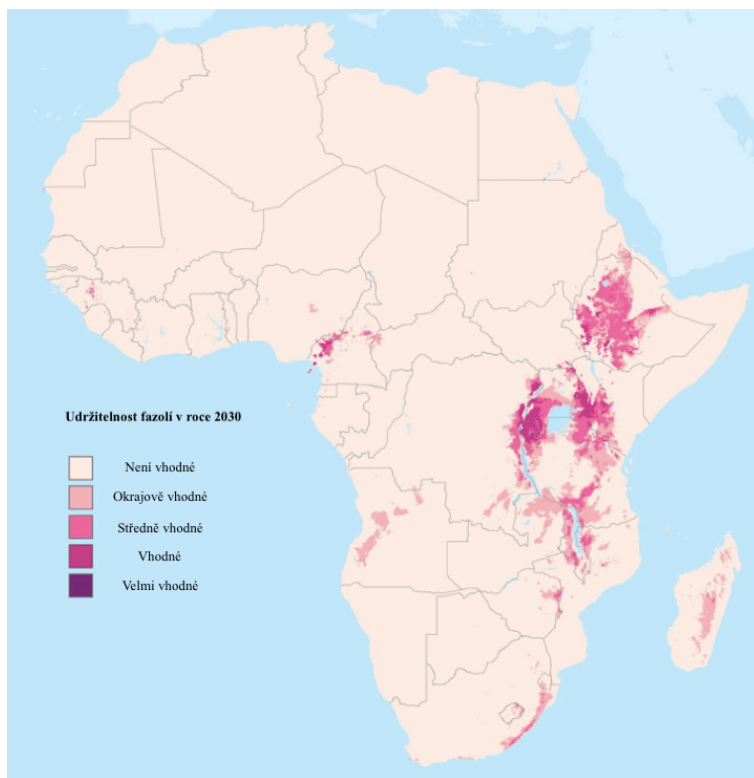 Udržitelnost fazolí v roce 2030
Není vhodné
Okrajově vhodné
Středně vhodné
Vhodné
Velmi vhodné